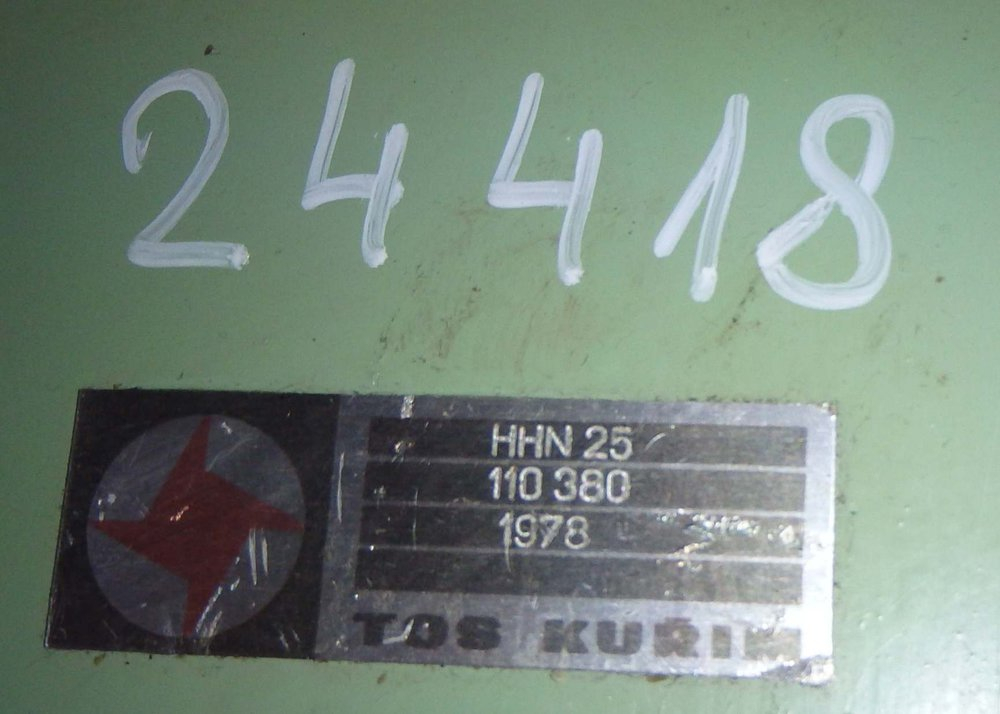 24418
HHN 25
110 380
1978
TOS KUŘIM